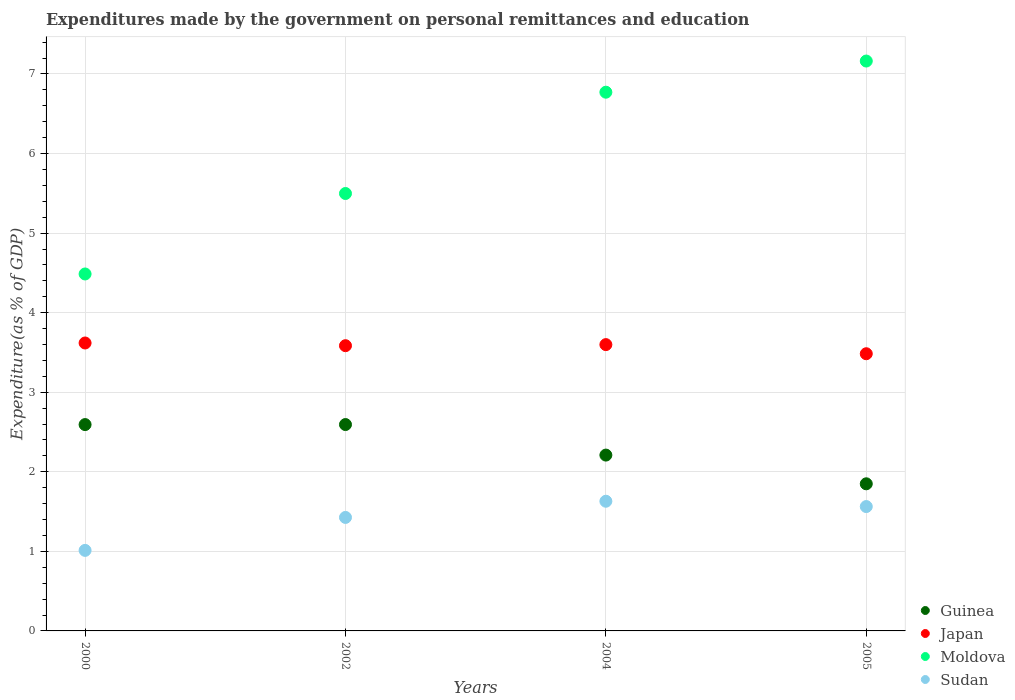 Expenditures made by the government on personal remittances and education
Expenditure(as % of GDP)
7
6
5
4
3
2
1
0
2000
2002
2004
2005
Years
Guinea
Japan
Moldova
Sudan